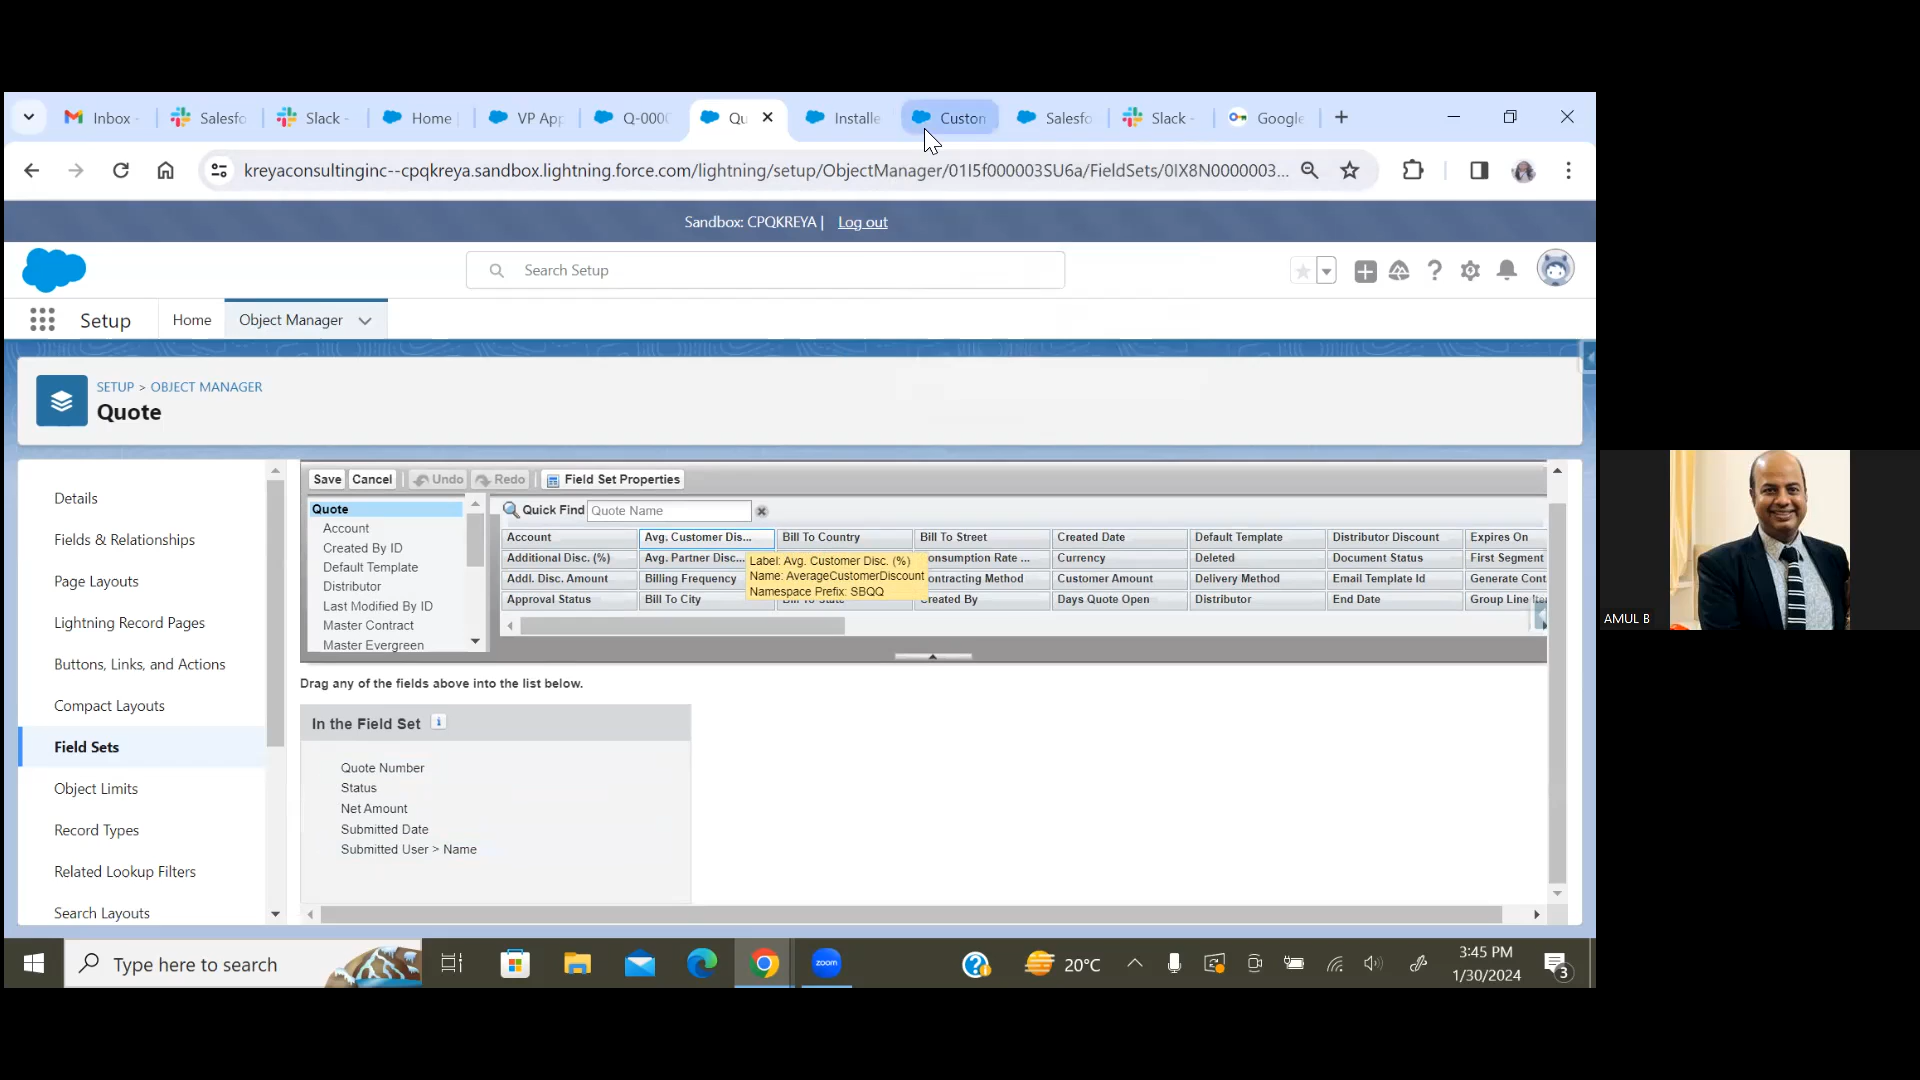 Inbox
Salesfo
Slack -
Home
VP App
Q-000
Qu
Installe
Custon
Salesfo
Slack -
Google
kreyaconsultinginc--cpqkreya.sandbox.lightning.force.com/lightning/setup/ObjectManager/01I5f000003SU6a/FieldSets/0IX8N0000003...
Sandbox: CPQKREYA | Log out
Search Setup
Setup
Home
Object Manager
SETUP > OBJECT MANAGER
Quote
Details
Fields & Relationships
Page Layouts
Lightning Record Pages
Buttons, Links, and Actions
Compact Layouts
Field Sets
Object Limits
Record Types
Related Lookup Filters
Search Layouts
Save Cancel Undo Redo Field Set Properties
Quote
Account
Created By ID
Default Template
Distributor
Last Modified By ID
Master Contract
Master Evergreen
Quick Find Quote Name
Account Avg. Customer Dis... Bill To Country Bill To Street Created Date Default Template Distributor Discount Expires On
Additional Disc. (%) Avg. Partner Disc... onsumption Rate ... Currency Deleted Document Status First Segment
Addl. Disc. Amount Billing Frequency ontracting Method Customer Amount Delivery Method Email Template Id Generate Cont
Approval Status Bill To City Bill To State Created By Days Quote Open Distributor End Date Group Line Ite
Label: Avg. Customer Disc. (%)
Name: AverageCustomerDiscount
Namespace Prefix: SBQQ
Drag any of the fields above into the list below.
In the Field Set
Quote Number
Status
Net Amount
Submitted Date
Submitted User > Name
AMUL B
Type here to search
zoom
20°C
3:45 PM
1/30/2024
3